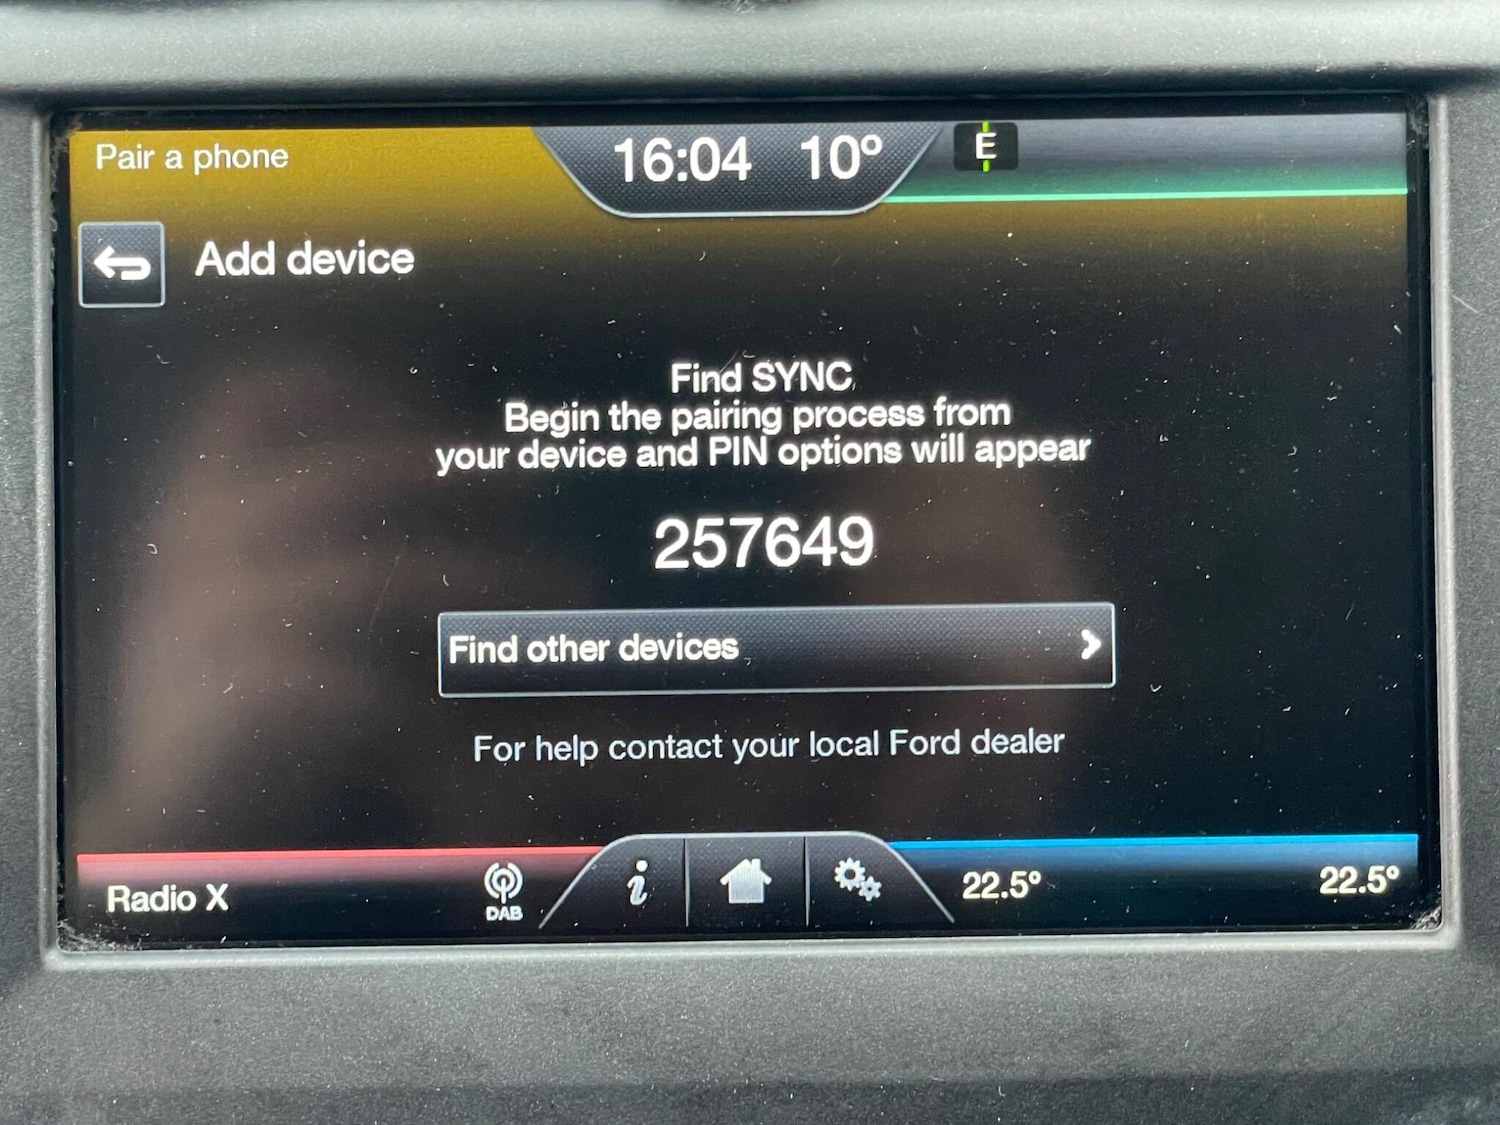 Pair a phone
16:04 10°
E
Add device
Find SYNC
Begin the pairing process from
your device and PIN options will appear
257649
Find other devices
For help contact your local Ford dealer
Radio X
DAB
i
22.5°
22.5°